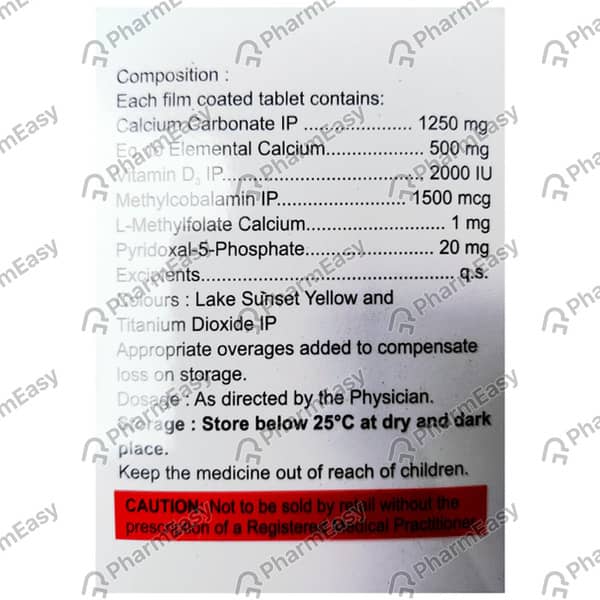 Composition :
Each film coated tablet contains:
Calcium Carbonate IP .................... 1250 mg
Eq. to Elemental Calcium.................. 500 mg
Vitamin D3 IP..................................... 2000 IU
Methylcobalamin IP........................ 1500 mcg
L-Methylfolate Calcium.......................... 1 mg
Pyridoxal-5-Phosphate........................ 20 mg
Excipients............................................... q.s.
Colours : Lake Sunset Yellow and
Titanium Dioxide IP
Appropriate overages added to compensate
loss on storage.
Dosage : As directed by the Physician.
Storage : Store below 25°C at dry and dark
place.
Keep the medicine out of reach of children.
CAUTION: Not to be sold by retail without the
prescription of a Registered Medical Practitioner.
PharmEasy